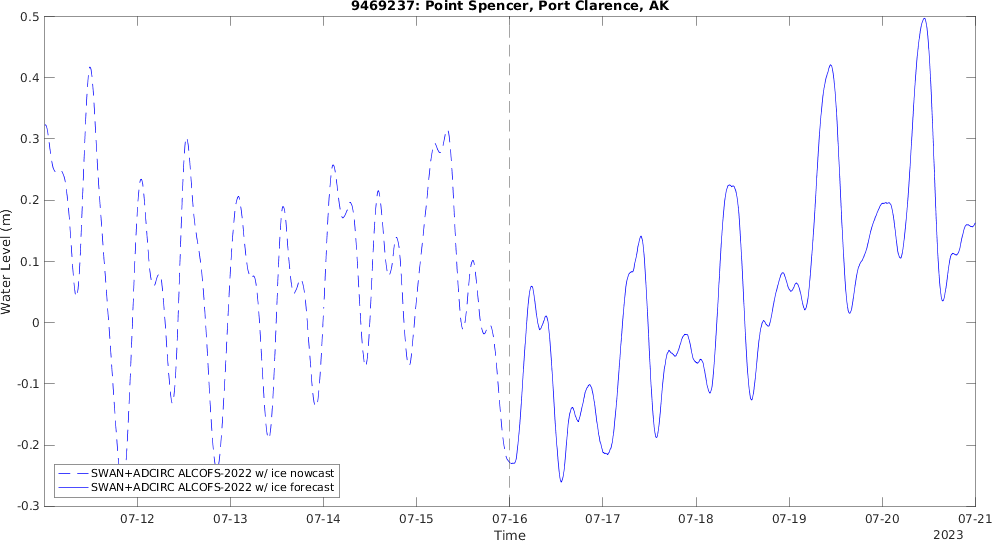 9469237: Point Spencer, Port Clarence, AK
0.5
0.4
0.3
0.2
0.1
0
-0.1
-0.2
-0.3
Water Level (m)
SWAN+ADCIRC ALCOFS-2022 w/ ice nowcast
SWAN+ADCIRC ALCOFS-2022 w/ ice forecast
07-12 07-13 07-14 07-15 07-16 07-17 07-18 07-19 07-20 07-21
Time
2023